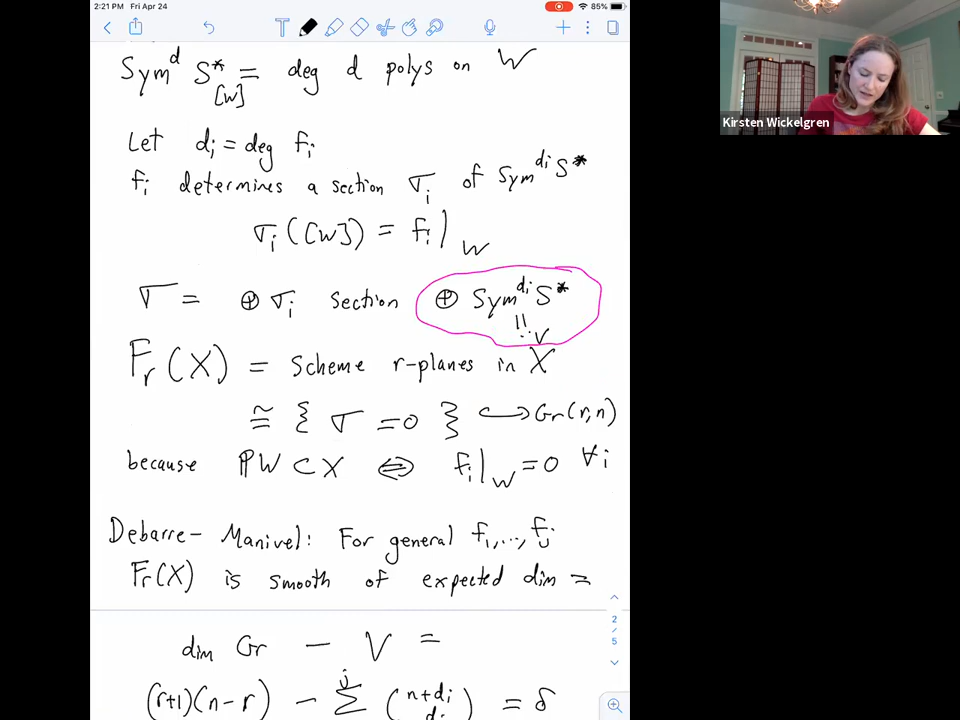 2:21 PM Fri Apr 24
85%
Sym^d S*_[W] = deg d polys on W
Let d_i = deg f_i
f_i determines a section σ_i of Sym^{d_i} S*
σ_i([W]) = f_i|_W
σ = ⊕ σ_i section ⊕ Sym^{d_i} S*
!!
V
F_r(X) = scheme r-planes in X
≅ { σ = 0 } ↪ Gr(r,n)
because PW ⊂ X ⇔ f_i|_W = 0 ∀i
Debarre-Manivel: For general f_1,...,f_j
F_r(X) is smooth of expected dim =
dim Gr - V =
(r+1)(n-r) - Σ^j (n+d_i d_i) = δ
2
/
5
Kirsten Wickelgren